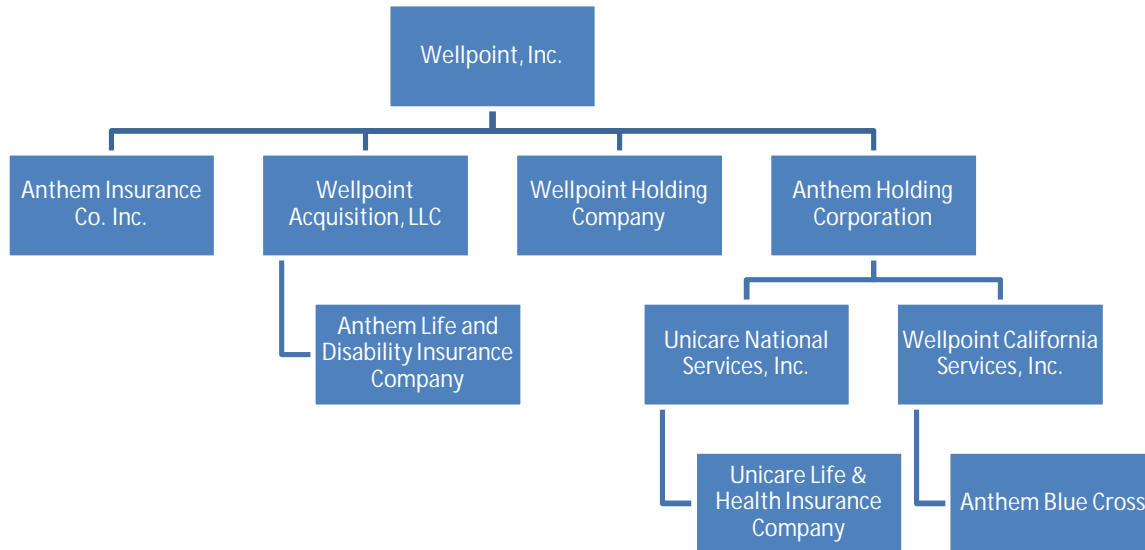 Wellpoint, Inc.
Anthem Insurance
Co. Inc.
Wellpoint
Acquisition, LLC
Wellpoint Holding
Company
Anthem Holding
Corporation
Anthem Life and
Disability Insurance
Company
Unicare National
Services, Inc.
Wellpoint California
Services, Inc.
Unicare Life &
Health Insurance
Company
Anthem Blue Cross